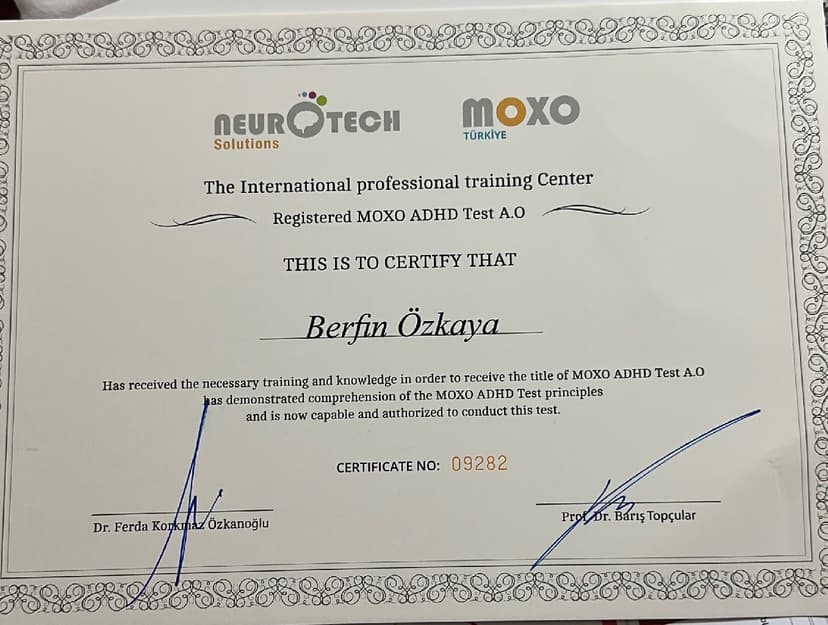 NEUROTECH
Solutions
MOXO
TÜRKİYE
The International professional training Center
Registered MOXO ADHD Test A.O
THIS IS TO CERTIFY THAT
Berfin Özkaya
Has received the necessary training and knowledge in order to receive the title of MOXO ADHD Test A.O
has demonstrated comprehension of the MOXO ADHD Test principles
and is now capable and authorized to conduct this test.
CERTIFICATE NO: 09282
Dr. Ferda Korkmaz Özkanoğlu
Prof. Dr. Barış Topçular